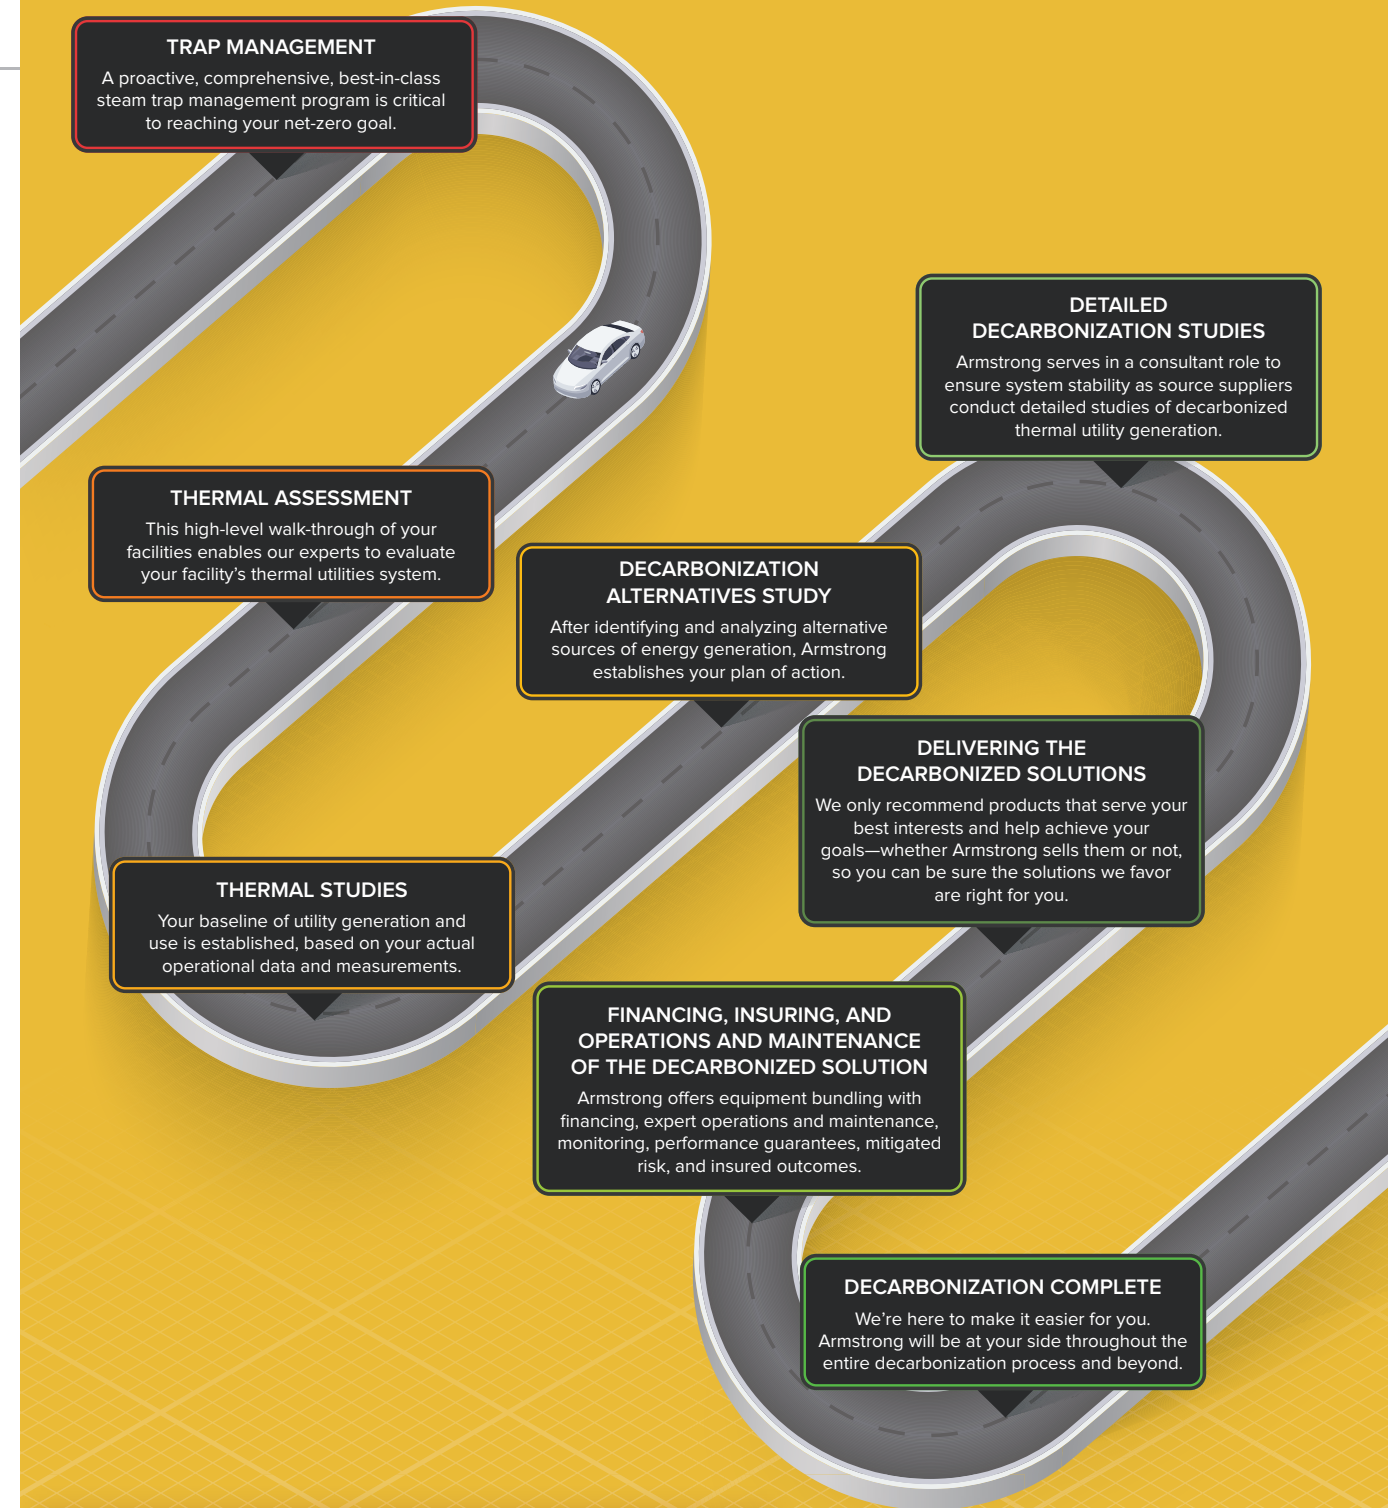 TRAP MANAGEMENT
A proactive, comprehensive, best-in-class
steam trap management program is critical
to reaching your net-zero goal.
THERMAL ASSESSMENT
This high-level walk-through of your
facilities enables our experts to evaluate
your facility’s thermal utilities system.
THERMAL STUDIES
Your baseline of utility generation and
use is established, based on your actual
operational data and measurements.
DECARBONIZATION
ALTERNATIVES STUDY
After identifying and analyzing alternative
sources of energy generation, Armstrong
establishes your plan of action.
DETAILED
DECARBONIZATION STUDIES
Armstrong serves in a consultant role to
ensure system stability as source suppliers
conduct detailed studies of decarbonized
thermal utility generation.
DELIVERING THE
DECARBONIZED SOLUTIONS
We only recommend products that serve your
best interests and help achieve your
goals—whether Armstrong sells them or not,
so you can be sure the solutions we favor
are right for you.
FINANCING, INSURING, AND
OPERATIONS AND MAINTENANCE
OF THE DECARBONIZED SOLUTION
Armstrong offers equipment bundling with
financing, expert operations and maintenance,
monitoring, performance guarantees, mitigated
risk, and insured outcomes.
DECARBONIZATION COMPLETE
We’re here to make it easier for you.
Armstrong will be at your side throughout the
entire decarbonization process and beyond.